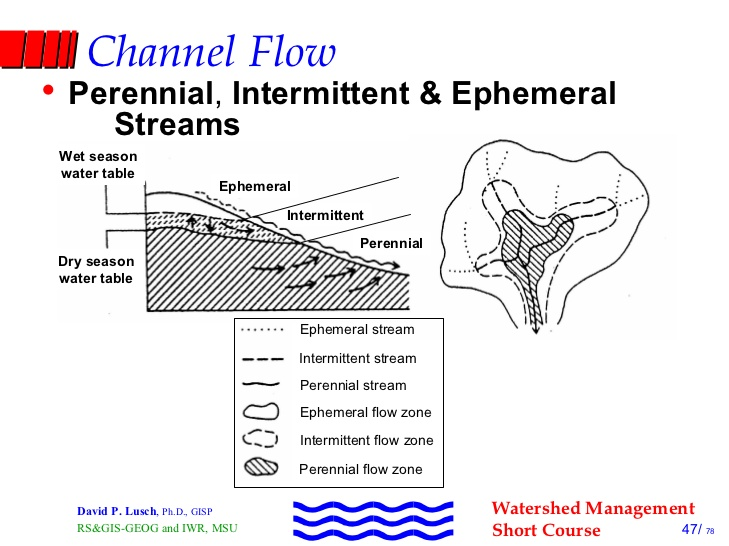 Channel Flow
• Perennial, Intermittent & Ephemeral
Streams
Wet season
water table
Ephemeral
Intermittent
Perennial
Dry season
water table
Ephemeral stream
Intermittent stream
Perennial stream
Ephemeral flow zone
Intermittent flow zone
Perennial flow zone
David P. Lusch, Ph.D., GISP
RS&GIS-GEOG and IWR, MSU
Watershed Management
Short Course
47/ 78